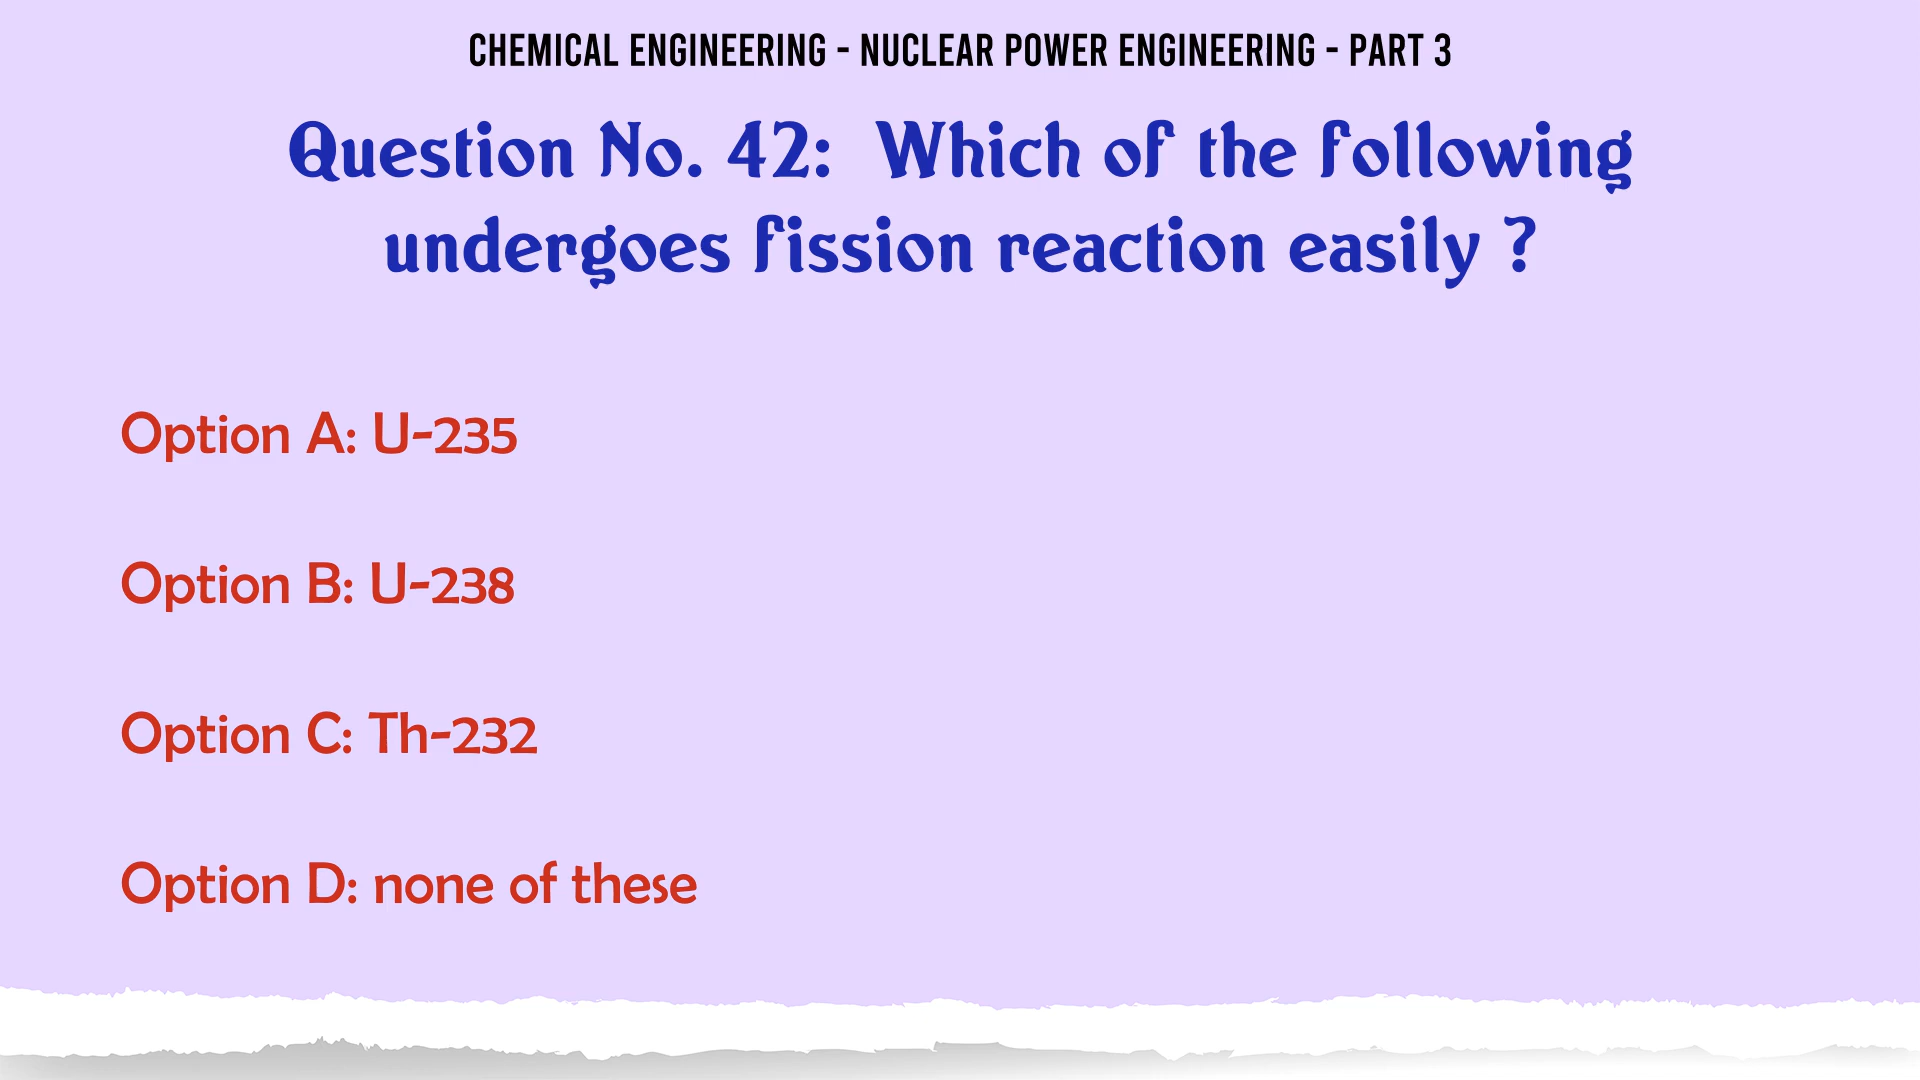 CHEMICAL ENGINEERING - NUCLEAR POWER ENGINEERING - PART 3
Question No. 42: Which of the following
undergoes fission reaction easily ?
Option A: U-235
Option B: U-238
Option C: Th-232
Option D: none of these